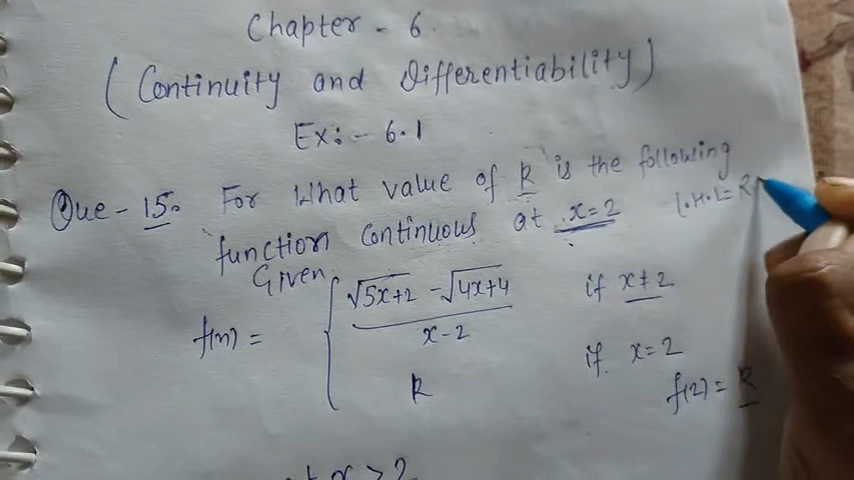 Chapter - 6
(Continuity and Differentiability)
Ex:- 6.1
Que - 15. For what value of k is the following
function continuous at x=2 L.H.L= R
Given
f(n) = { √5x+2 - √4x+4 / x-2 if x ≠ 2
k if x=2
f(2) = k
x > 2